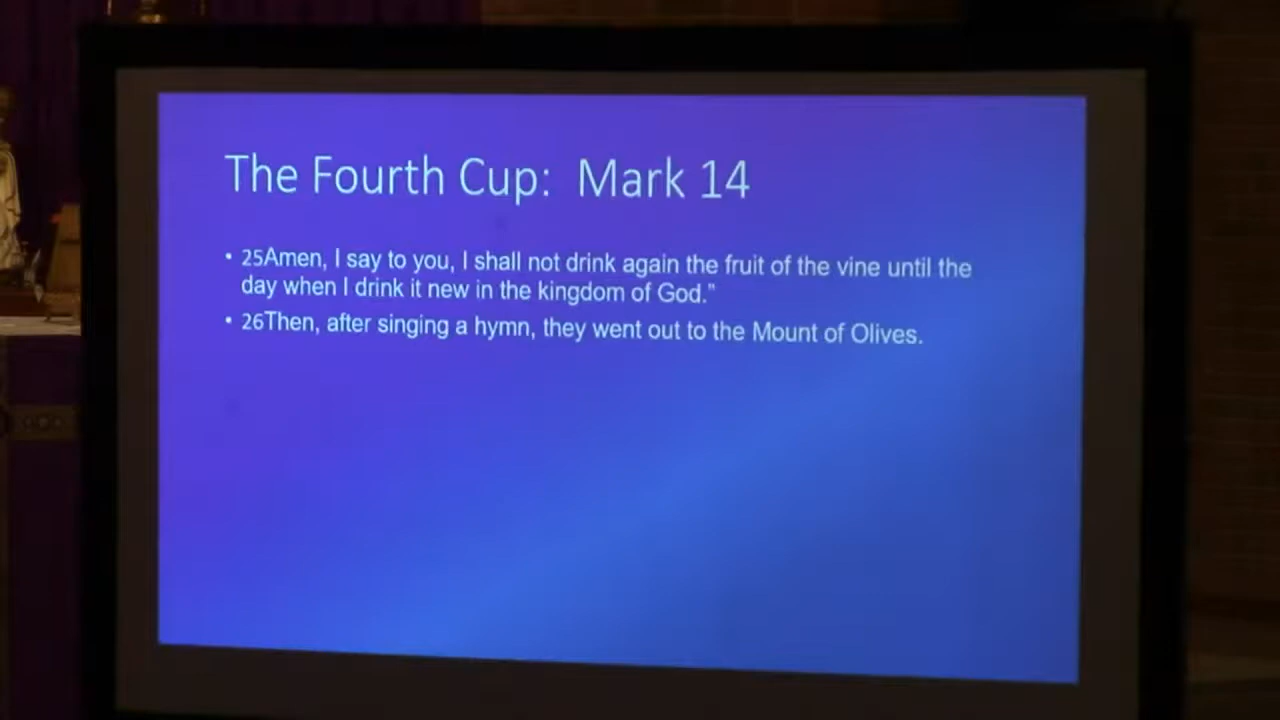 The Fourth Cup: Mark 14
• 25Amen, I say to you, I shall not drink again the fruit of the vine until the
day when I drink it new in the kingdom of God."
• 26Then, after singing a hymn, they went out to the Mount of Olives.